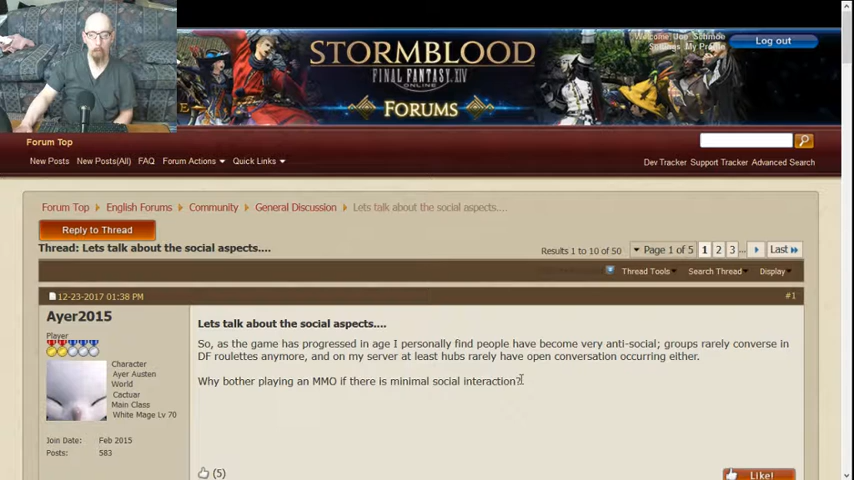 STORMBLOOD
FINAL FANTASY XIV
ONLINE
FORUMS
Welcome,
Settings My Profile
Log out
Forum Top
New Posts New Posts(All) FAQ Forum Actions Quick Links
Dev Tracker Support Tracker Advanced Search
Forum Top English Forums Community General Discussion Lets talk about the social aspects....
Reply to Thread
Thread: Lets talk about the social aspects....
Results 1 to 10 of 50 Page 1 of 5 1 2 3 ... Last
Thread Tools Search Thread Display
12-23-2017 01:38 PM #1
Ayer2015
Player
Character
Ayer Austen
World
Cactuar
Main Class
White Mage Lv 70
Join Date: Feb 2015
Posts: 583
Lets talk about the social aspects....
So, as the game has progressed in age I personally find people have become very anti-social; groups rarely converse in
DF roulettes anymore, and on my server at least hubs rarely have open conversation occurring either.
Why bother playing an MMO if there is minimal social interaction?
(5)
Like!